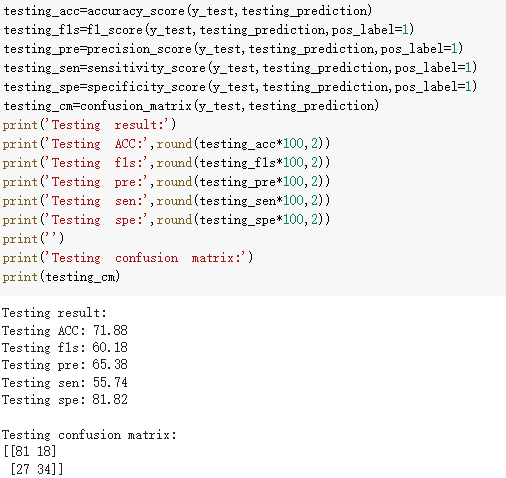 testing_acc=accuracy_score(y_test,testing_prediction)
testing_f1s=f1_score(y_test,testing_prediction,pos_label=1)
testing_pre=precision_score(y_test,testing_prediction,pos_label=1)
testing_sen=sensitivity_score(y_test,testing_prediction,pos_label=1)
testing_spe=specificity_score(y_test,testing_prediction,pos_label=1)
testing_cm=confusion_matrix(y_test,testing_prediction)
print('Testing result:')
print('Testing ACC:',round(testing_acc*100,2))
print('Testing f1s:',round(testing_f1s*100,2))
print('Testing pre:',round(testing_pre*100,2))
print('Testing sen:',round(testing_sen*100,2))
print('Testing spe:',round(testing_spe*100,2))
print('')
print('Testing confusion matrix:')
print(testing_cm)
Testing result:
Testing ACC: 71.88
Testing f1s: 60.18
Testing pre: 65.38
Testing sen: 55.74
Testing spe: 81.82
Testing confusion matrix:
[[81 18]
[27 34]]